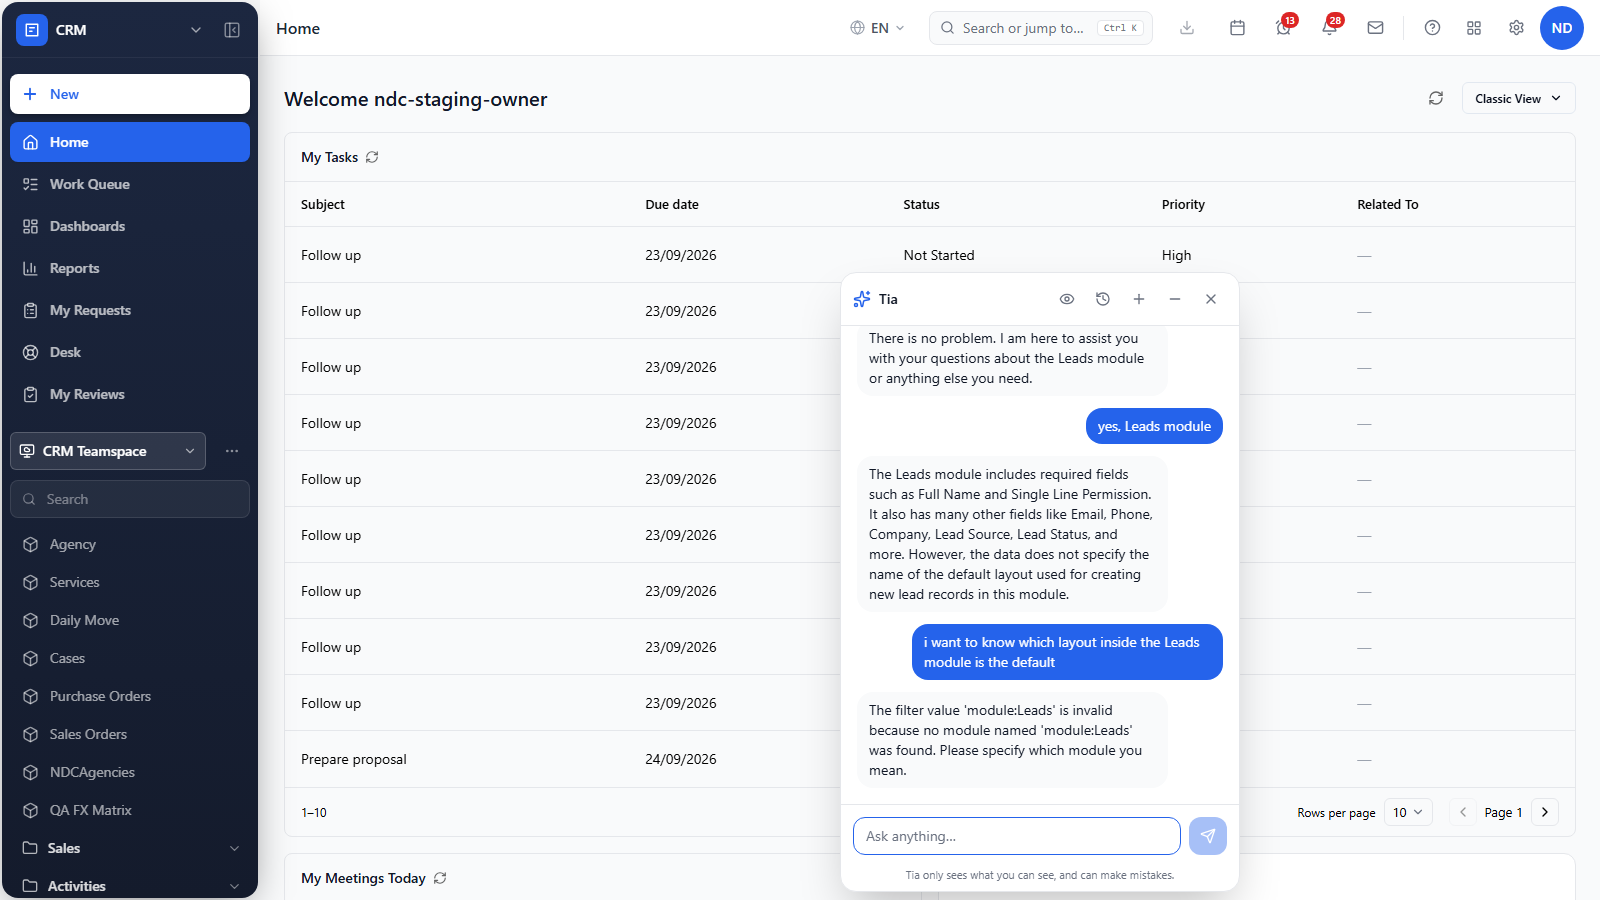 CRM
Home
EN
Search or jump to...
Ctrl K
13
28
ND
New
Home
Work Queue
Dashboards
Reports
My Requests
Desk
My Reviews
CRM Teamspace
Search
Agency
Services
Daily Move
Cases
Purchase Orders
Sales Orders
NDCAgencies
QA FX Matrix
Sales
Activities
Welcome ndc-staging-owner
Classic View
My Tasks
Subject Due date Status Priority Related To
Follow up 23/09/2026 Not Started High —
Follow up 23/09/2026 —
Follow up 23/09/2026 —
Follow up 23/09/2026 —
Follow up 23/09/2026 —
Follow up 23/09/2026 —
Follow up 23/09/2026 —
Follow up 23/09/2026 —
Follow up 23/09/2026 —
Prepare proposal 24/09/2026 —
1–10
Rows per page 10 Page 1
My Meetings Today
Tia
There is no problem. I am here to assist you
with your questions about the Leads module
or anything else you need.
yes, Leads module
The Leads module includes required fields
such as Full Name and Single Line Permission.
It also has many other fields like Email, Phone,
Company, Lead Source, Lead Status, and
more. However, the data does not specify the
name of the default layout used for creating
new lead records in this module.
i want to know which layout inside the Leads
module is the default
The filter value 'module:Leads' is invalid
because no module named 'module:Leads'
was found. Please specify which module you
mean.
Ask anything...
Tia only sees what you can see, and can make mistakes.